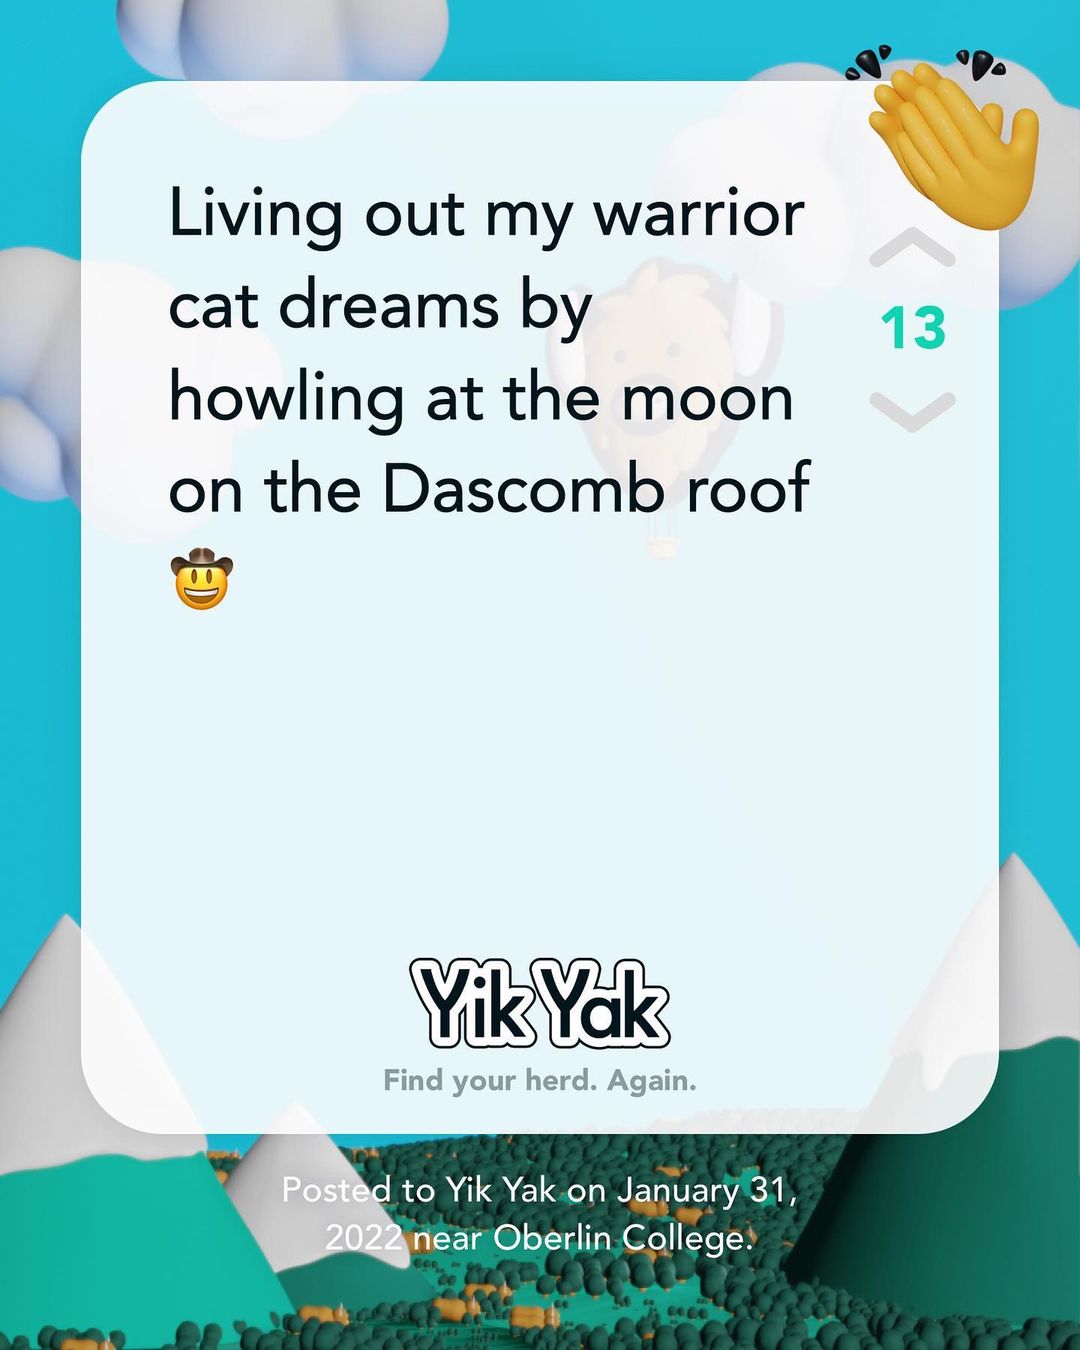 Living out my warrior
cat dreams by
howling at the moon
on the Dascomb roof
🤠
13
Yik Yak
Find your herd. Again.
Posted to Yik Yak on January 31,
2022 near Oberlin College.